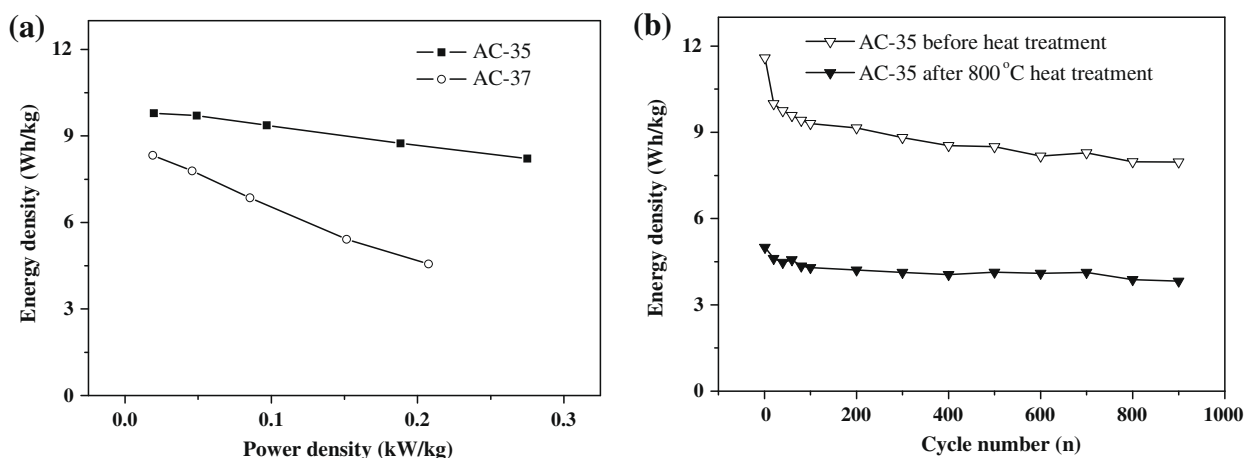 (a)
12
9
6
3
0
Energy density (Wh/kg)
AC-35
AC-37
0.0 0.1 0.2 0.3
Power density (kW/kg)
(b)
12
9
6
3
0
Energy density (Wh/kg)
AC-35 before heat treatment
AC-35 after 800°C heat treatment
0 200 400 600 800 1000
Cycle number (n)